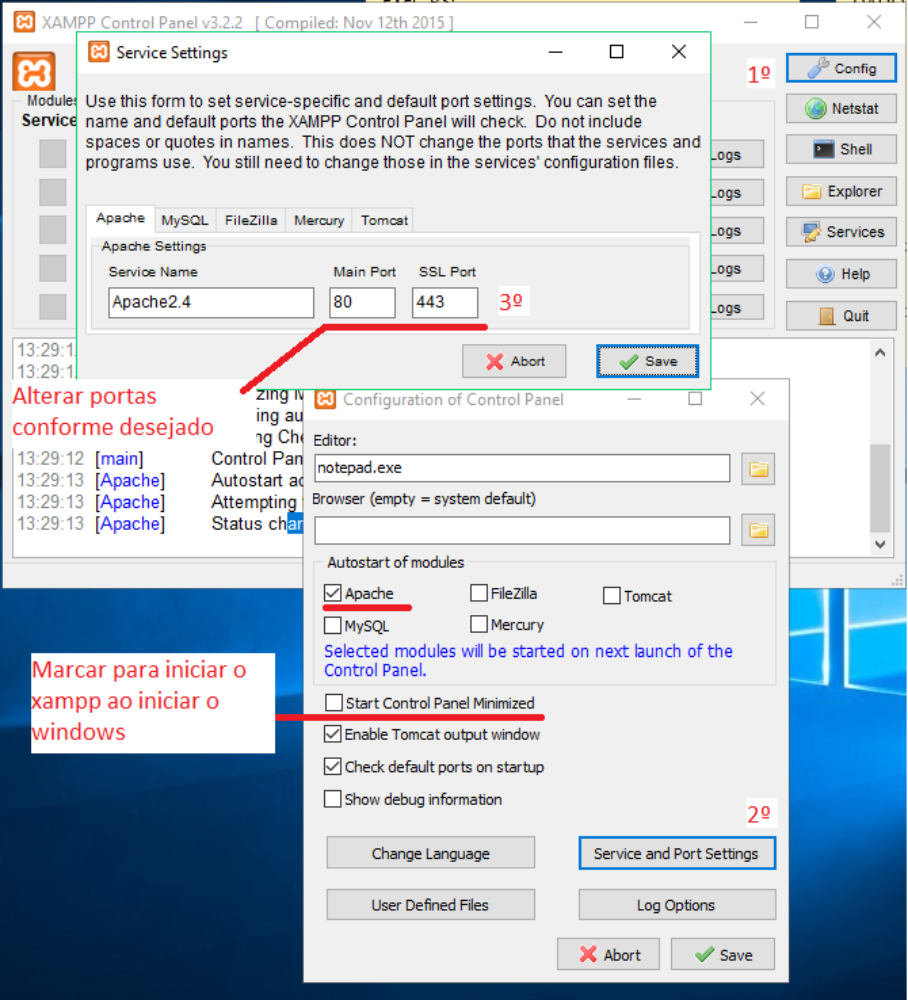 XAMPP Control Panel v3.2.2 [ Compiled: Nov 12th 2015 ]
Service Settings
1º
Config
Netstat
Shell
Explorer
Services
Help
Quit
Modules
Service
Use this form to set service-specific and default port settings. You can set the
name and default ports the XAMPP Control Panel will check. Do not include
spaces or quotes in names. This does NOT change the ports that the services and
programs use. You still need to change those in the services' configuration files.
Logs
Logs
Logs
Logs
Logs
Apache MySQL FileZilla Mercury Tomcat
Apache Settings
Service Name Main Port SSL Port
Apache2.4 80 443 3º
Abort Save
13:29:1
13:29:1
Alterar portas
conforme desejado
13:29:12 [main] Control Pan
13:29:13 [Apache] Autostart ac
13:29:13 [Apache] Attempting
13:29:13 [Apache] Status char
Configuration of Control Panel
Editor:
notepad.exe
Browser (empty = system default)
Autostart of modules
Apache FileZilla Tomcat
MySQL Mercury
Selected modules will be started on next launch of the
Control Panel.
Marcar para iniciar o
xampp ao iniciar o
windows
Start Control Panel Minimized
Enable Tomcat output window
Check default ports on startup
Show debug information
2º
Change Language Service and Port Settings
User Defined Files Log Options
Abort Save